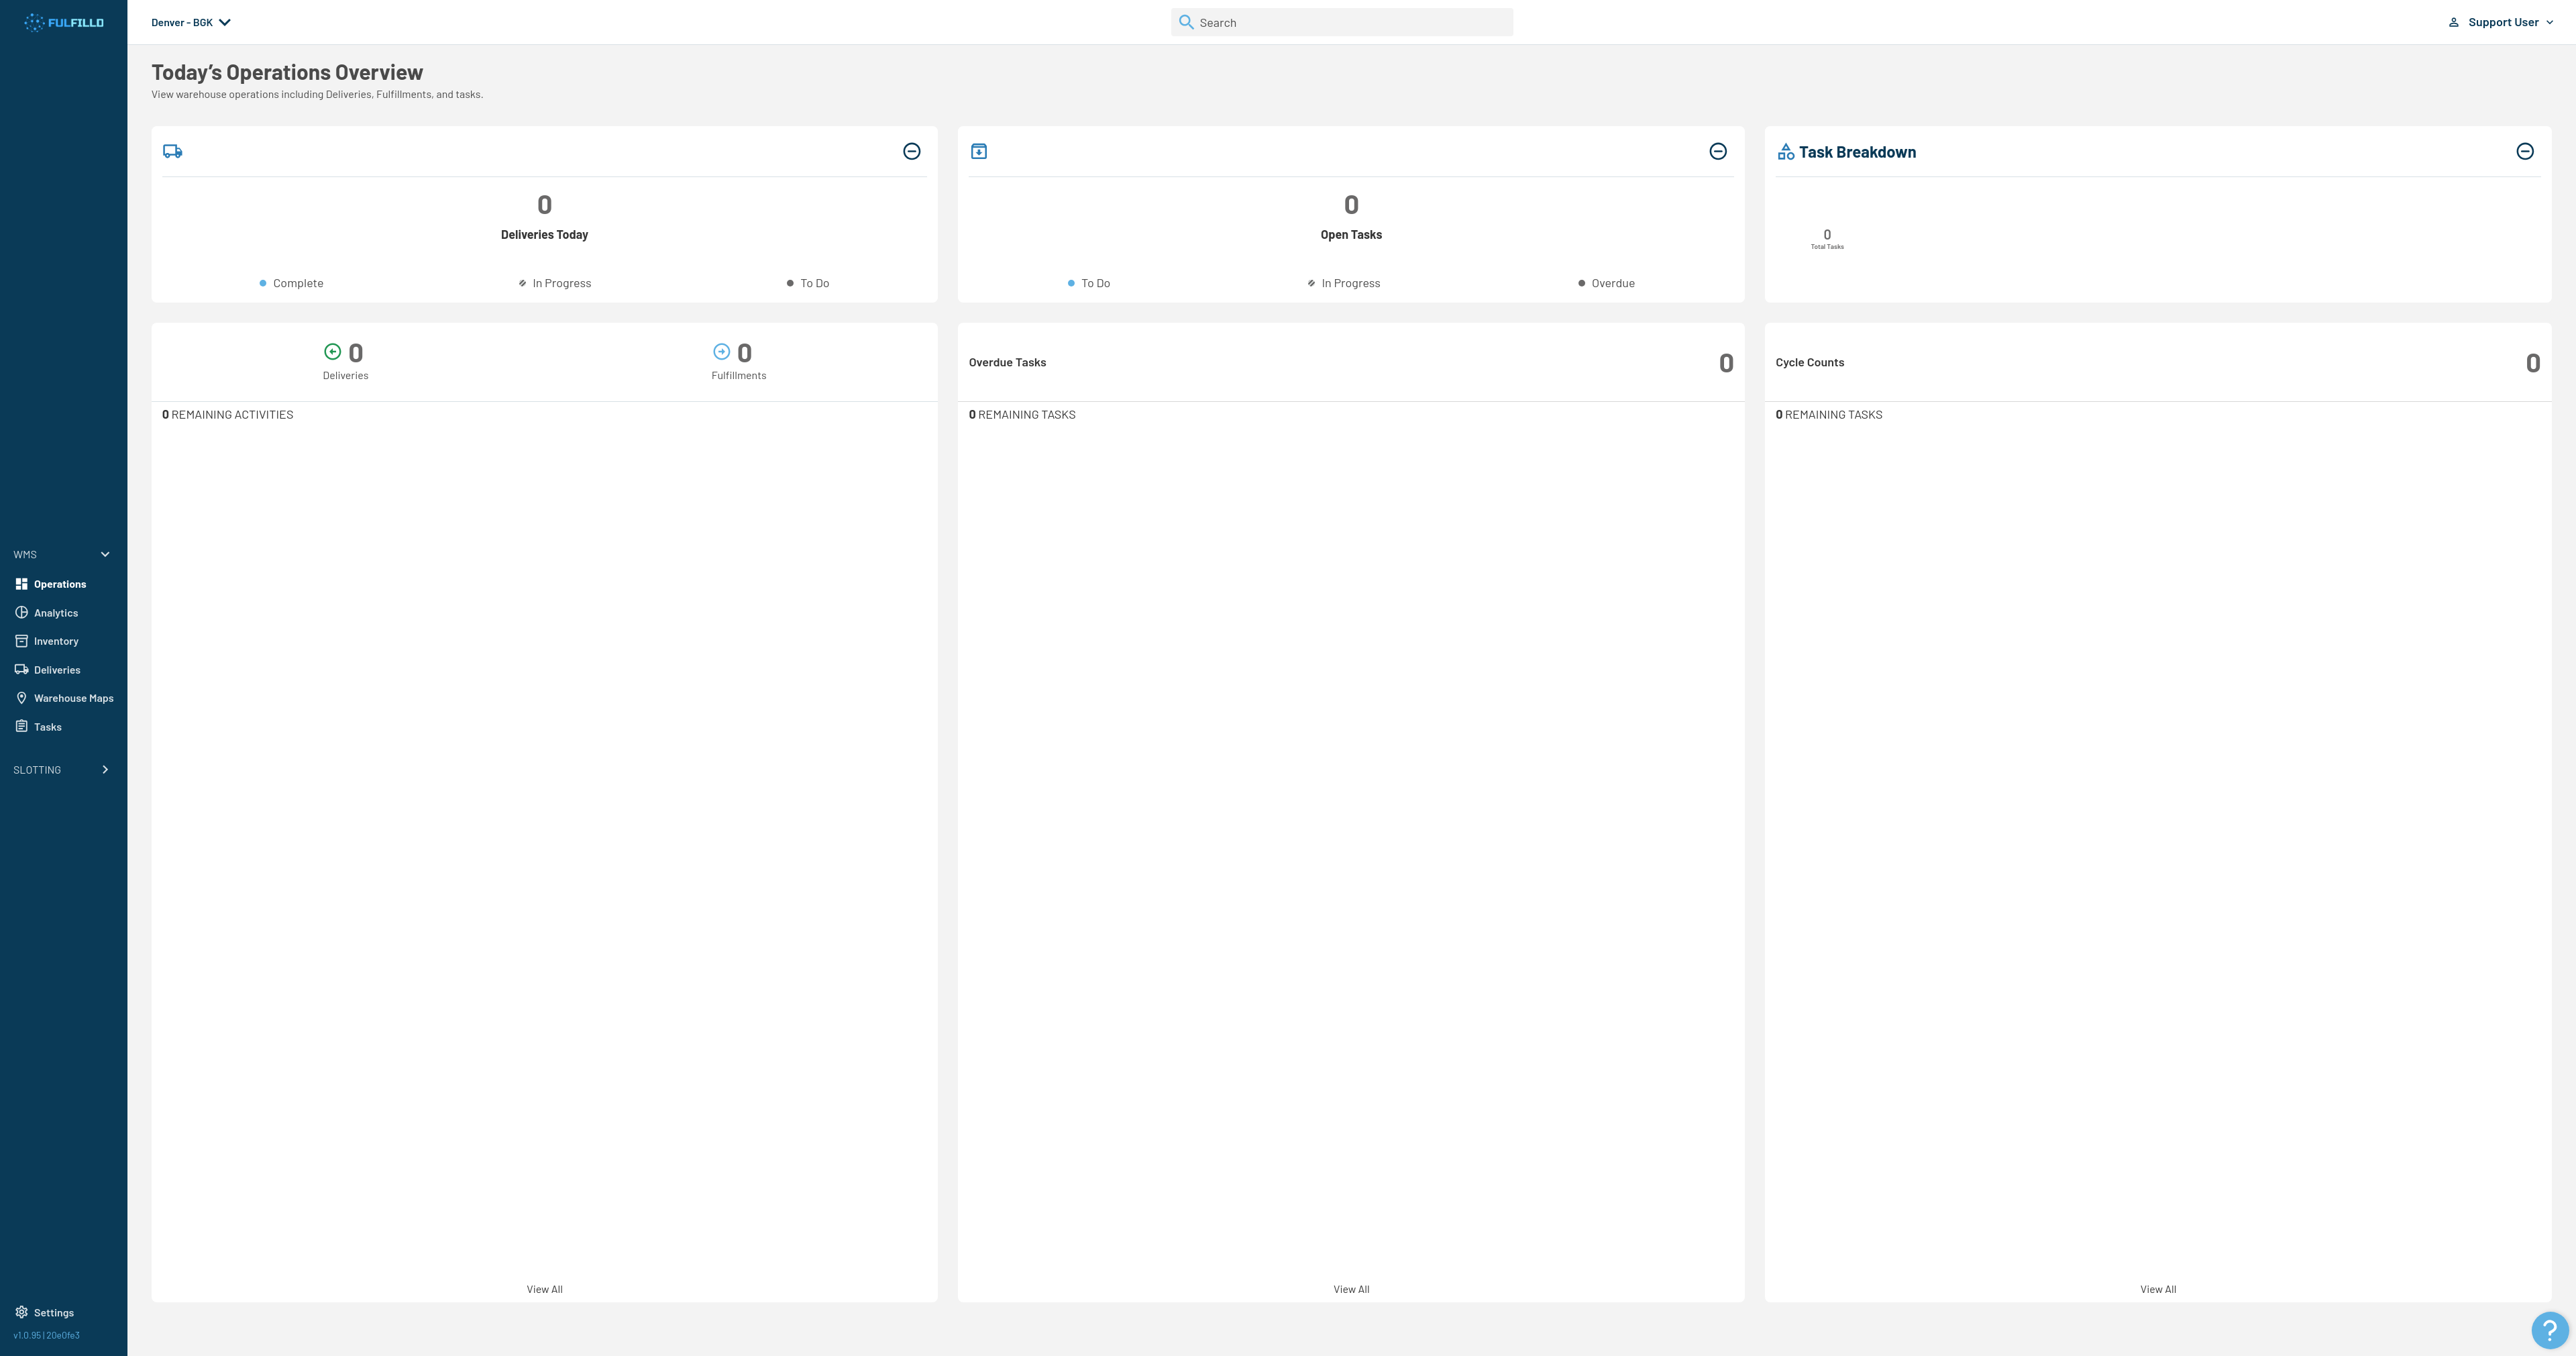 FULFILLD
Denver - BGK
Search
Support User
Today's Operations Overview
View warehouse operations including Deliveries, Fulfillments, and tasks.
0
Deliveries Today
Complete
In Progress
To Do
0
Open Tasks
To Do
In Progress
Overdue
Task Breakdown
0
Total Tasks
0
Deliveries
0
Fulfillments
0 REMAINING ACTIVITIES
View All
Overdue Tasks
0
0 REMAINING TASKS
View All
Cycle Counts
0
0 REMAINING TASKS
View All
WMS
Operations
Analytics
Inventory
Deliveries
Warehouse Maps
Tasks
SLOTTING
Settings
v1.0.95 | 20e0fe3
?